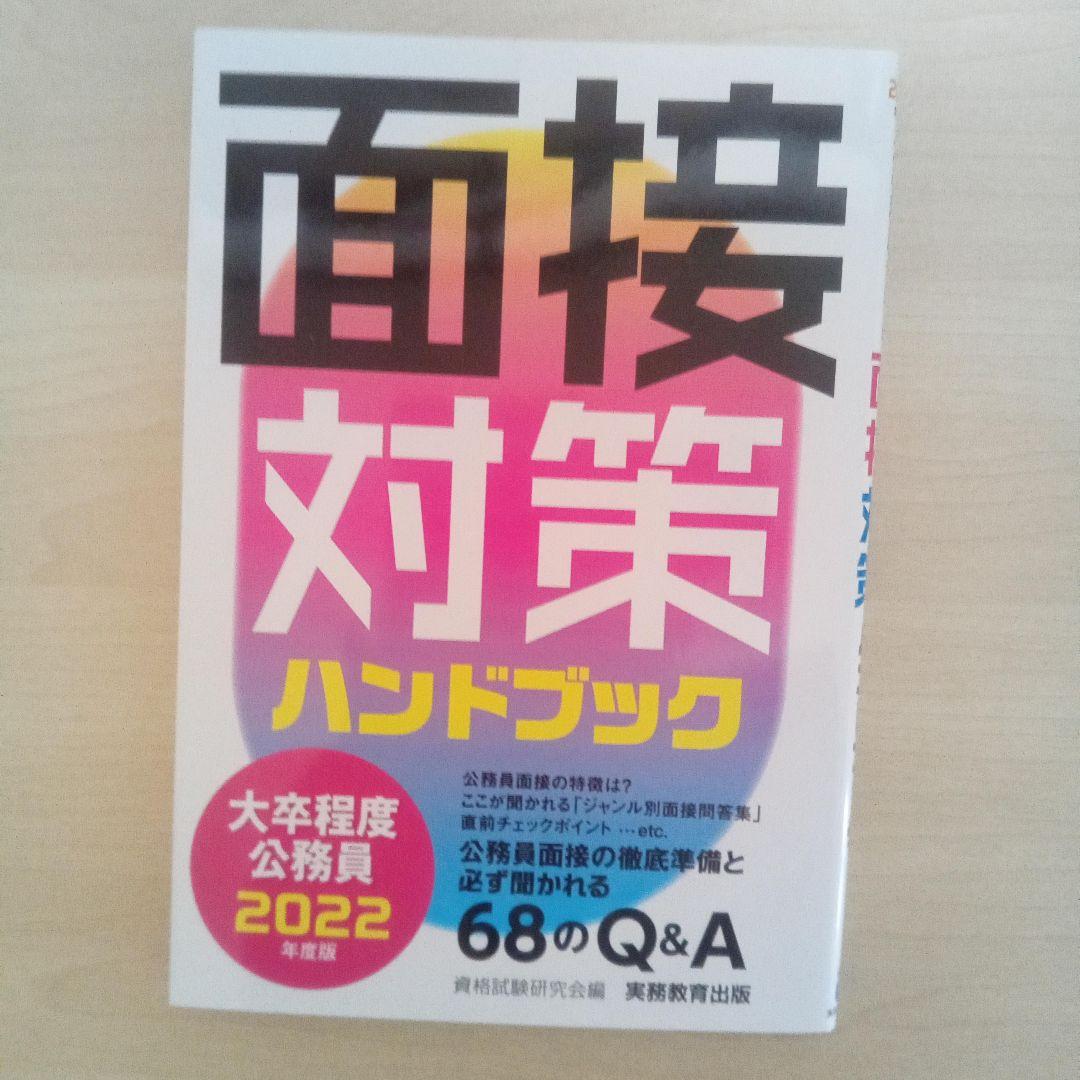 面接
対策
ハンドブック
大卒程度
公務員
2022
年度版
公務員面接の特徴は?
ここが聞かれる「ジャンル別面接問答集」
直前チェックポイント …etc.
公務員面接の徹底準備と
必ず聞かれる
68のQ&A
資格試験研究会編 実務教育出版
面接対策